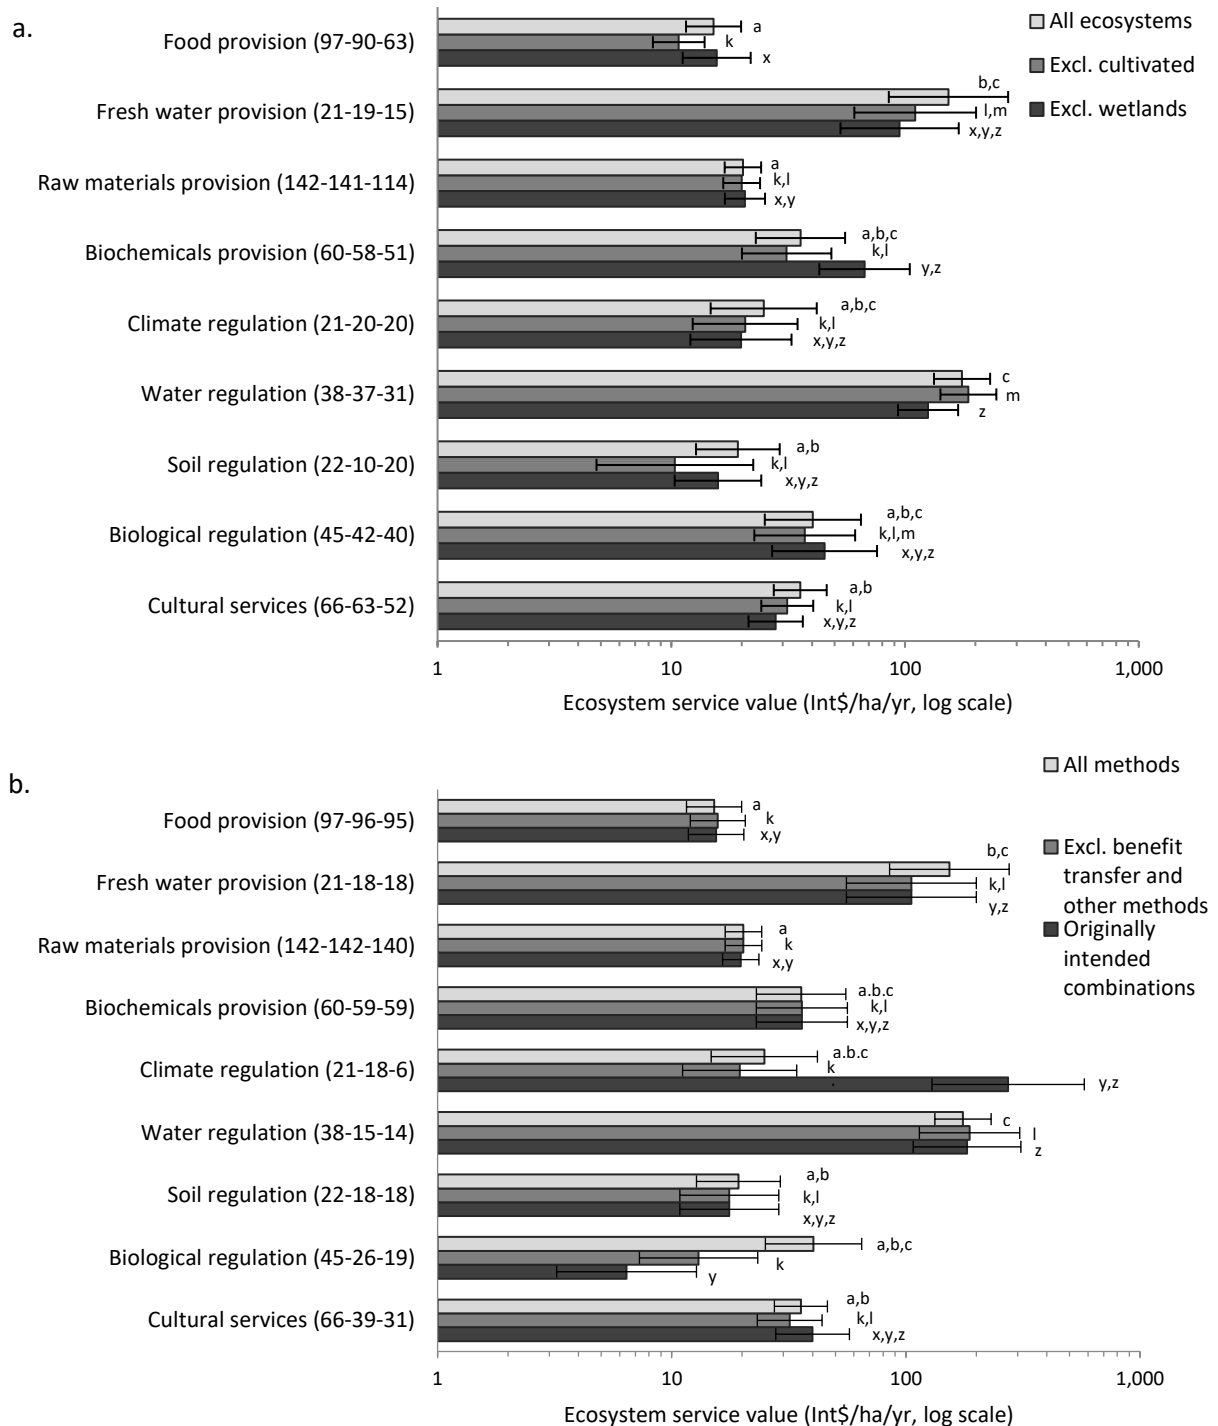 a.
All ecosystems
Excl. cultivated
Excl. wetlands
Food provision (97-90-63)
a
k
x
Fresh water provision (21-19-15)
b,c
l,m
x,y,z
Raw materials provision (142-141-114)
a
k,l
x,y
Biochemicals provision (60-58-51)
a,b,c
k,l
y,z
Climate regulation (21-20-20)
a,b,c
k,l
x,y,z
Water regulation (38-37-31)
c
m
z
Soil regulation (22-10-20)
a,b
k,l
x,y,z
Biological regulation (45-42-40)
a,b,c
k,l,m
x,y,z
Cultural services (66-63-52)
a,b
k,l
x,y,z
1 10 100 1,000
Ecosystem service value (Int$/ha/yr, log scale)
b.
All methods
Excl. benefit
transfer and
other methods
Originally
intended
combinations
Food provision (97-96-95)
a
k
x,y
Fresh water provision (21-18-18)
b,c
k,l
y,z
Raw materials provision (142-142-140)
a
k
x,y
Biochemicals provision (60-59-59)
a.b.c
k,l
x,y,z
Climate regulation (21-18-6)
a.b.c
k
y,z
Water regulation (38-15-14)
c
l
z
Soil regulation (22-18-18)
a,b
k,l
x,y,z
Biological regulation (45-26-19)
a,b,c
k
y
Cultural services (66-39-31)
a,b
k,l
x,y,z
1 10 100 1,000
Ecosystem service value (Int$/ha/yr, log scale)